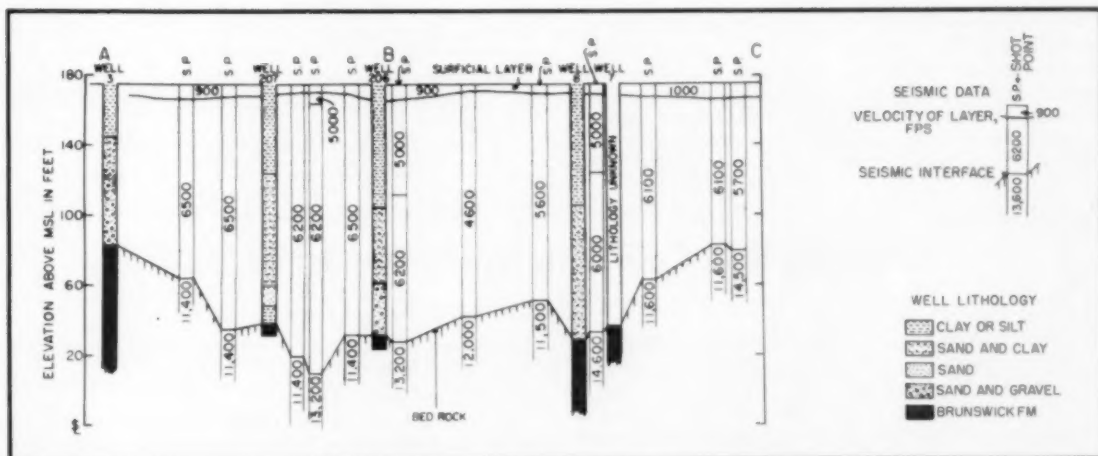 A
B
C
WELL
3
S.P.
S.P.
WELL
S.P.
S.P.
S.P.
WELL
S.P.
S.P.
S.P.
WELL
S.P.
WELL
S.P.
S.P.
S.P.
SURFICIAL LAYER
ELEVATION ABOVE MSL IN FEET
180
140
100
60
20
900
900
1000
6500
6500
6200
5000
6200
6500
5000
6200
4600
5600
5000
6000
LITHOLOGY UNKNOWN
6100
6100
5700
11,400
11,400
11,400
13,200
11,400
13,200
12,000
11,500
14,600
11,600
11,600
14,500
BED ROCK
SEISMIC DATA
VELOCITY OF LAYER,
FPS
SEISMIC INTERFACE
S.P.
SHOT
POINT
900
6200
13,600
WELL LITHOLOGY
CLAY OR SILT
SAND AND CLAY
SAND
SAND AND GRAVEL
BRUNSWICK FM